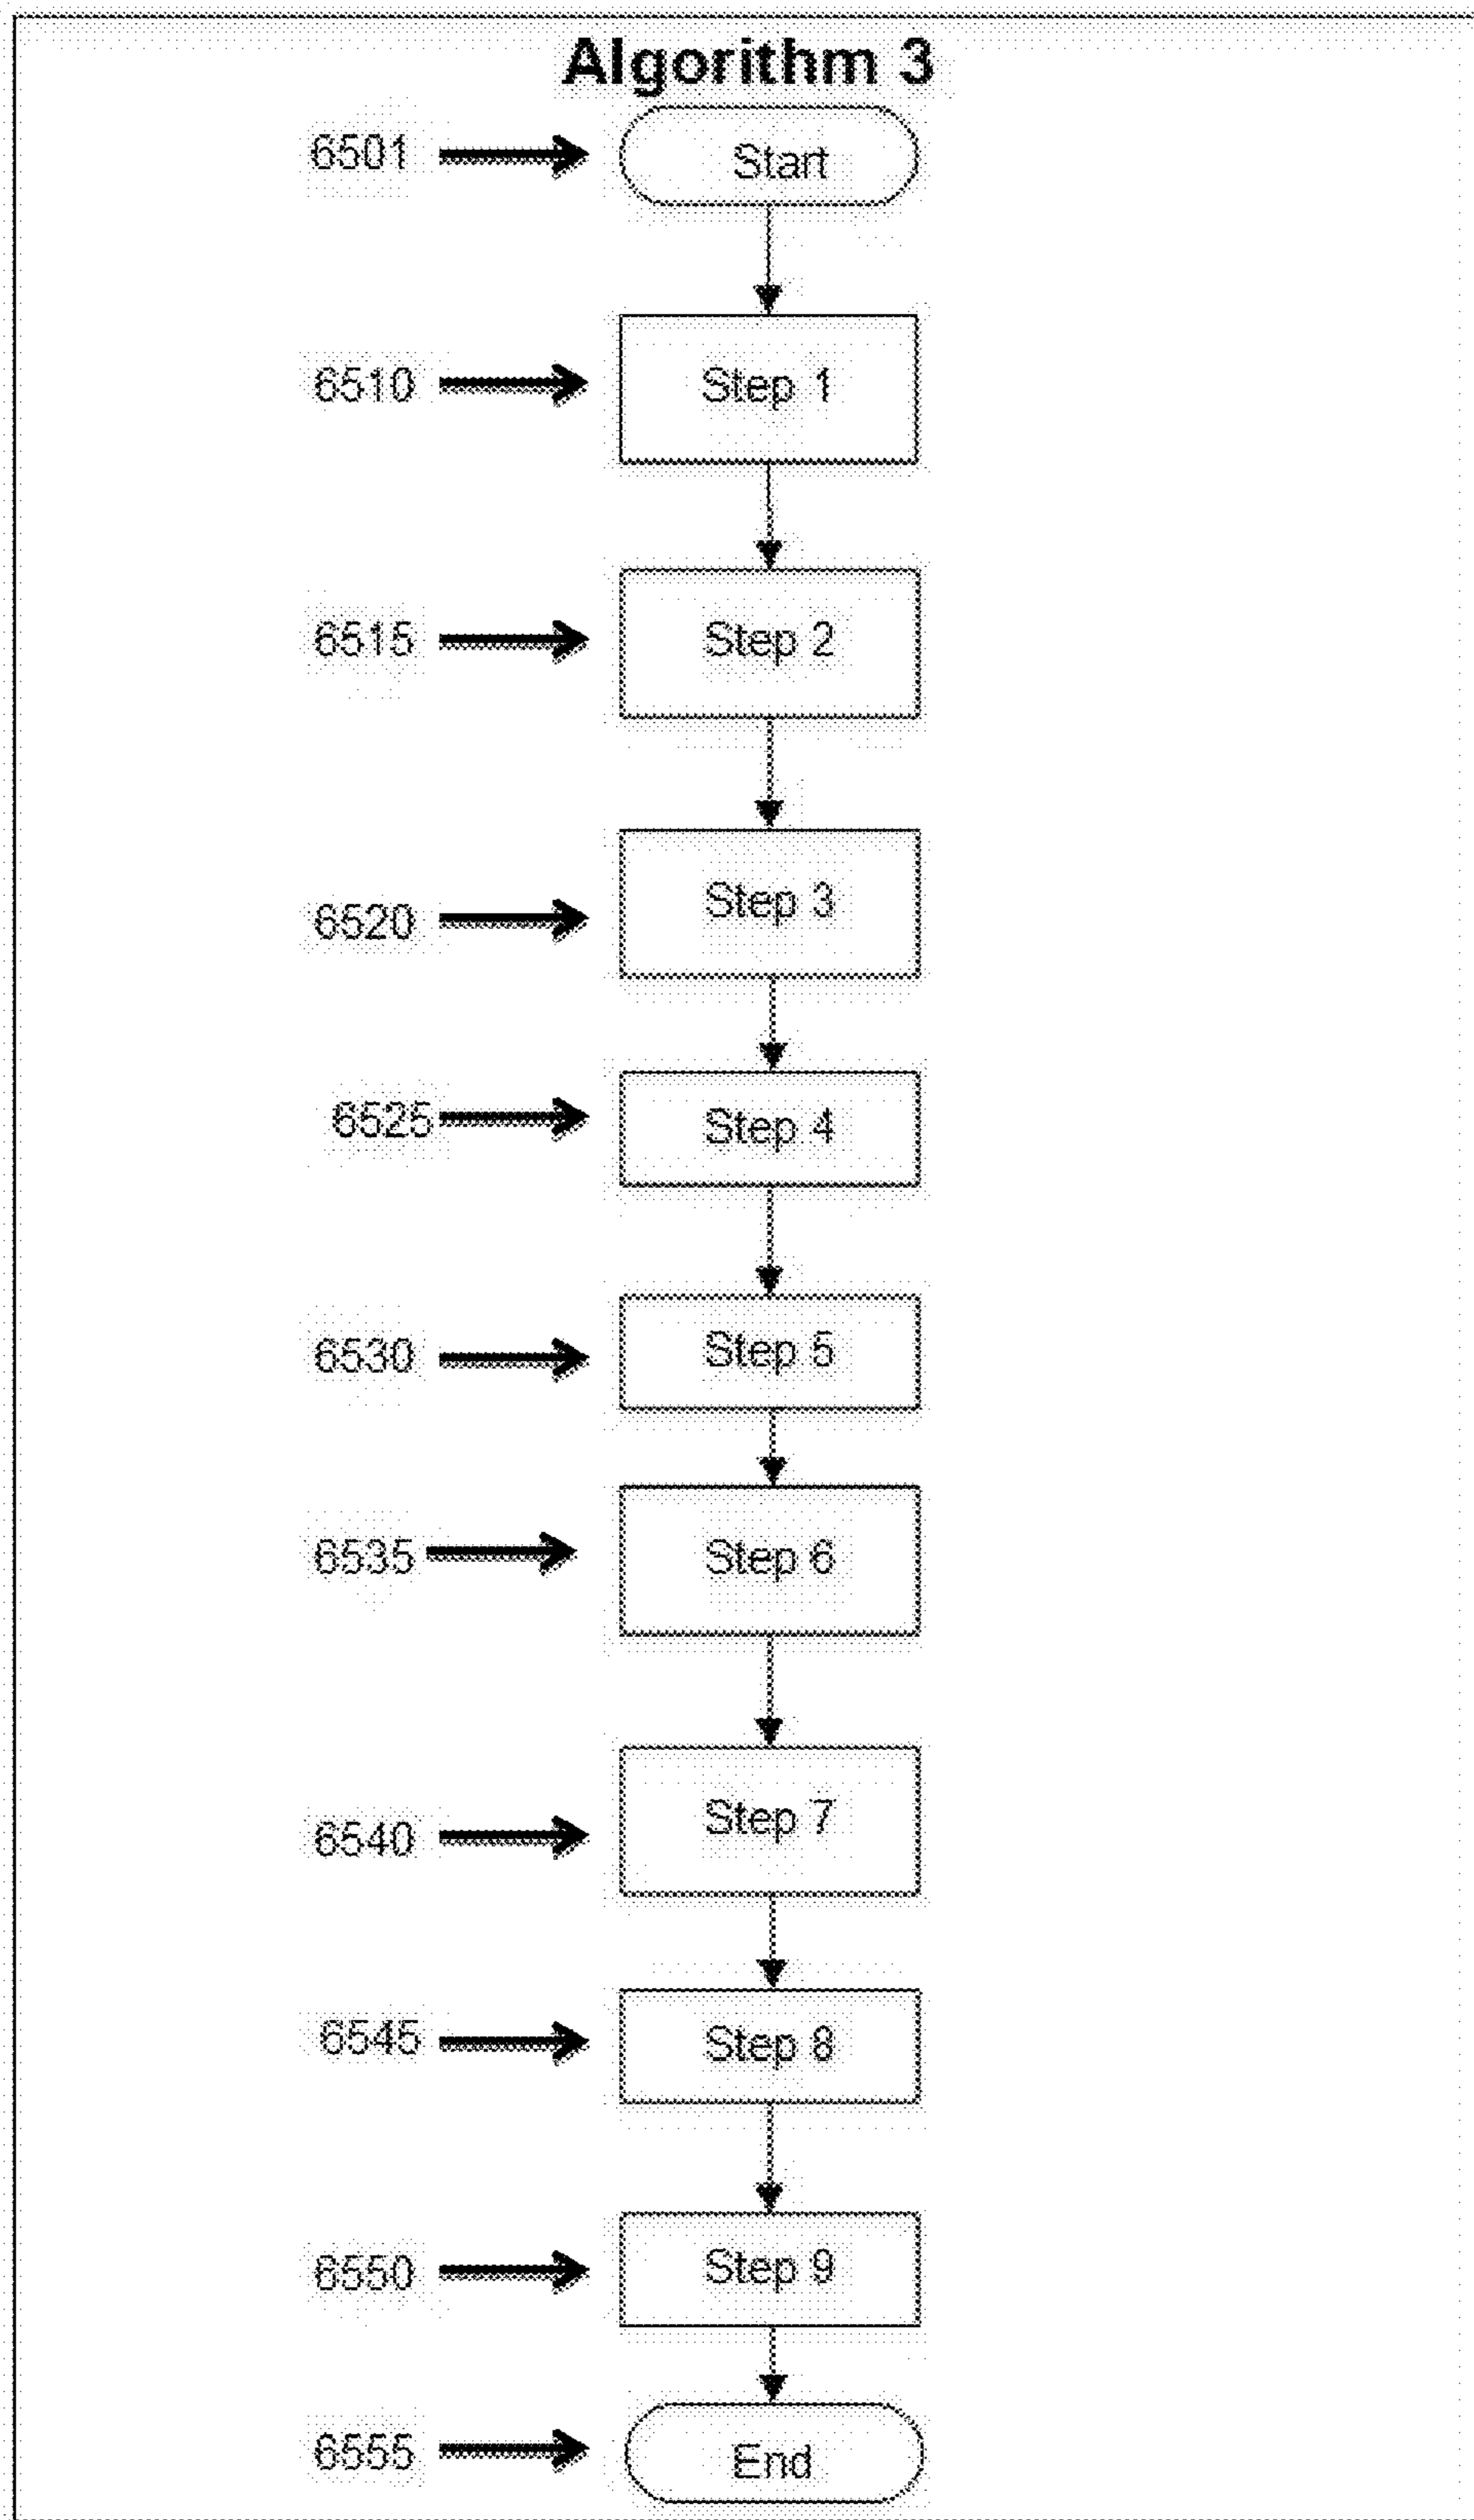 Algorithm 3
6501 Start
6510 Step 1
6515 Step 2
6520 Step 3
6525 Step 4
6530 Step 5
6535 Step 6
6540 Step 7
6545 Step 8
6550 Step 9
6555 End